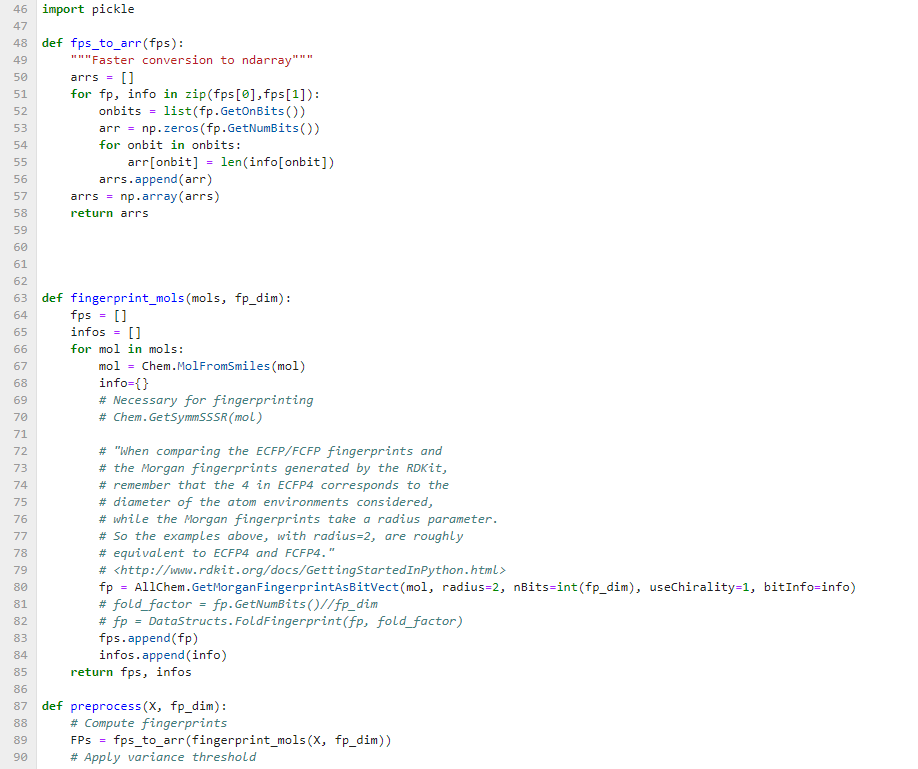 46 import pickle
47
48 def fps_to_arr(fps):
49     """Faster conversion to ndarray"""
50     arrs = []
51     for fp, info in zip(fps[0],fps[1]):
52         onbits = list(fp.GetOnBits())
53         arr = np.zeros(fp.GetNumBits())
54         for onbit in onbits:
55             arr[onbit] = len(info[onbit])
56         arrs.append(arr)
57     arrs = np.array(arrs)
58     return arrs
59
60
61
62
63 def fingerprint_mols(mols, fp_dim):
64     fps = []
65     infos = []
66     for mol in mols:
67         mol = Chem.MolFromSmiles(mol)
68         info={}
69         # Necessary for fingerprinting
70         # Chem.GetSymmSSSR(mol)
71
72         # "When comparing the ECFP/FCFP fingerprints and
73         # the Morgan fingerprints generated by the RDKit,
74         # remember that the 4 in ECFP4 corresponds to the
75         # diameter of the atom environments considered,
76         # while the Morgan fingerprints take a radius parameter.
77         # So the examples above, with radius=2, are roughly
78         # equivalent to ECFP4 and FCFP4."
79         # <http://www.rdkit.org/docs/GettingStartedInPython.html>
80         fp = AllChem.GetMorganFingerprintAsBitVect(mol, radius=2, nBits=int(fp_dim), useChirality=1, bitInfo=info)
81         # fold_factor = fp.GetNumBits()//fp_dim
82         # fp = DataStructs.FoldFingerprint(fp, fold_factor)
83         fps.append(fp)
84         infos.append(info)
85     return fps, infos
86
87 def preprocess(X, fp_dim):
88     # Compute fingerprints
89     FPs = fps_to_arr(fingerprint_mols(X, fp_dim))
90     # Apply variance threshold